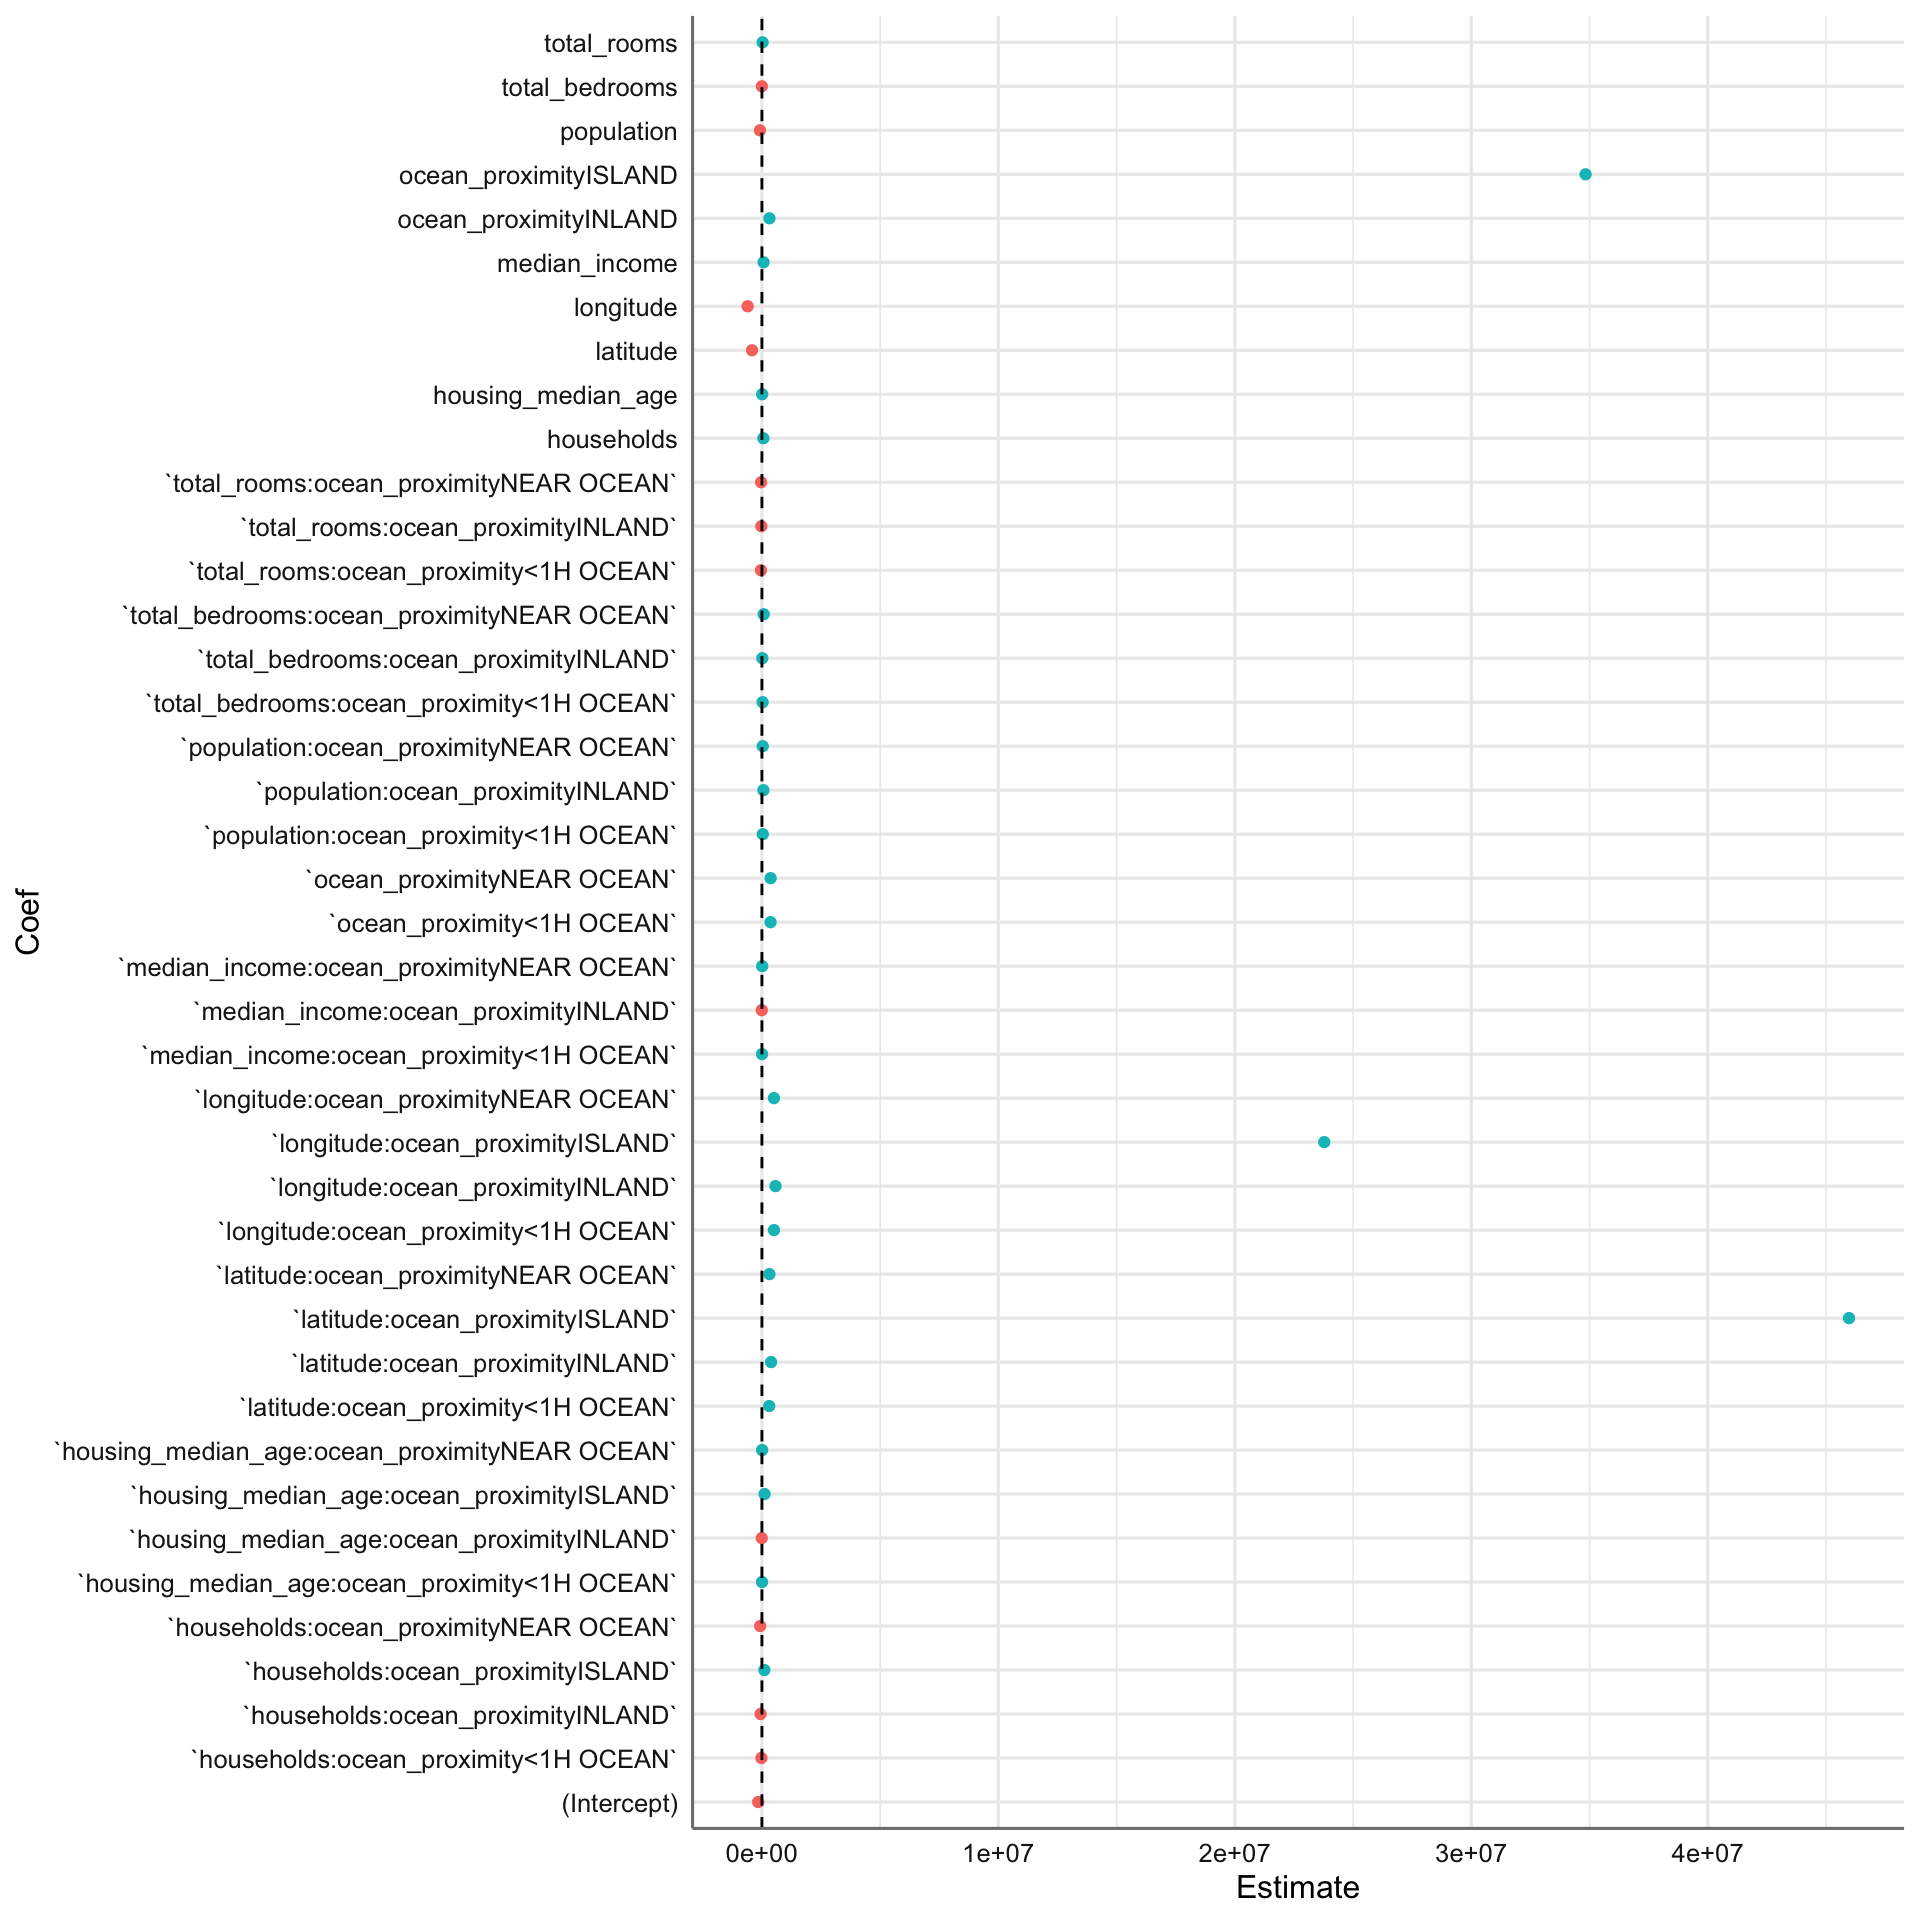 total_rooms
total_bedrooms
population
ocean_proximityISLAND
ocean_proximityINLAND
median_income
longitude
latitude
housing_median_age
households
`total_rooms:ocean_proximityNEAR OCEAN`
`total_rooms:ocean_proximityINLAND`
`total_rooms:ocean_proximity<1H OCEAN`
`total_bedrooms:ocean_proximityNEAR OCEAN`
`total_bedrooms:ocean_proximityINLAND`
`total_bedrooms:ocean_proximity<1H OCEAN`
`population:ocean_proximityNEAR OCEAN`
`population:ocean_proximityINLAND`
`population:ocean_proximity<1H OCEAN`
`ocean_proximityNEAR OCEAN`
`ocean_proximity<1H OCEAN`
`median_income:ocean_proximityNEAR OCEAN`
`median_income:ocean_proximityINLAND`
`median_income:ocean_proximity<1H OCEAN`
`longitude:ocean_proximityNEAR OCEAN`
`longitude:ocean_proximityISLAND`
`longitude:ocean_proximityINLAND`
`longitude:ocean_proximity<1H OCEAN`
`latitude:ocean_proximityNEAR OCEAN`
`latitude:ocean_proximityISLAND`
`latitude:ocean_proximityINLAND`
`latitude:ocean_proximity<1H OCEAN`
`housing_median_age:ocean_proximityNEAR OCEAN`
`housing_median_age:ocean_proximityISLAND`
`housing_median_age:ocean_proximityINLAND`
`housing_median_age:ocean_proximity<1H OCEAN`
`households:ocean_proximityNEAR OCEAN`
`households:ocean_proximityISLAND`
`households:ocean_proximityINLAND`
`households:ocean_proximity<1H OCEAN`
(Intercept)
Coef
0e+00 1e+07 2e+07 3e+07 4e+07
Estimate